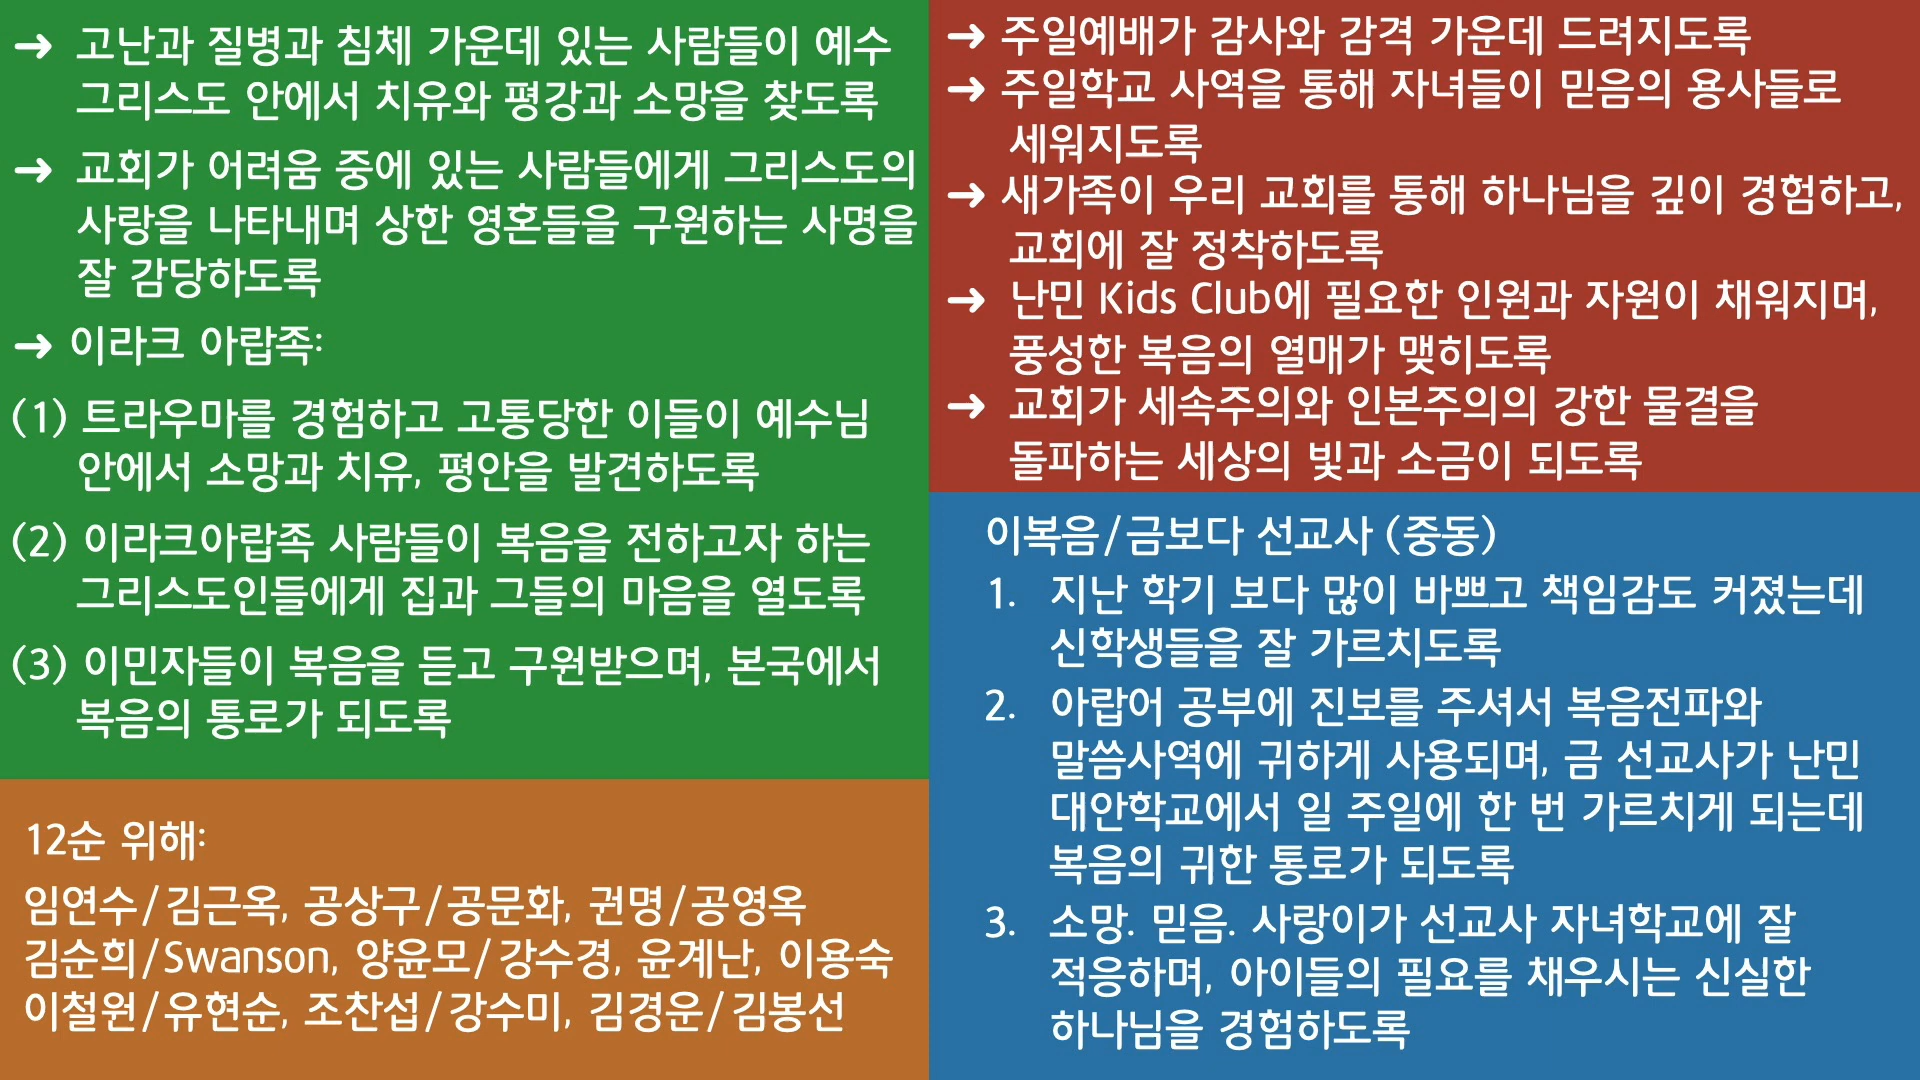 → 고난과 질병과 침체 가운데 있는 사람들이 예수
그리스도 안에서 치유와 평강과 소망을 찾도록
→ 교회가 어려움 중에 있는 사람들에게 그리스도의
사랑을 나타내며 상한 영혼들을 구원하는 사명을
잘 감당하도록
→ 이라크 아랍족:
(1) 트라우마를 경험하고 고통당한 이들이 예수님
안에서 소망과 치유, 평안을 발견하도록
(2) 이라크아랍족 사람들이 복음을 전하고자 하는
그리스도인들에게 집과 그들의 마음을 열도록
(3) 이민자들이 복음을 듣고 구원받으며, 본국에서
복음의 통로가 되도록
12순 위해:
임연수/김근옥, 공상구/공문화, 권명/공영옥
김순희/Swanson, 양윤모/강수경, 윤계난, 이용숙
이철원/유현순, 조찬섭/강수미, 김경운/김봉선
→ 주일예배가 감사와 감격 가운데 드려지도록
→ 주일학교 사역을 통해 자녀들이 믿음의 용사들로
세워지도록
→ 새가족이 우리 교회를 통해 하나님을 깊이 경험하고,
교회에 잘 정착하도록
→ 난민 Kids Club에 필요한 인원과 자원이 채워지며,
풍성한 복음의 열매가 맺히도록
→ 교회가 세속주의와 인본주의의 강한 물결을
돌파하는 세상의 빛과 소금이 되도록
이복음/금보다 선교사 (중동)
1. 지난 학기 보다 많이 바쁘고 책임감도 커졌는데
신학생들을 잘 가르치도록
2. 아랍어 공부에 진보를 주셔서 복음전파와
말씀사역에 귀하게 사용되며, 금 선교사가 난민
대안학교에서 일 주일에 한 번 가르치게 되는데
복음의 귀한 통로가 되도록
3. 소망. 믿음. 사랑이가 선교사 자녀학교에 잘
적응하며, 아이들의 필요를 채우시는 신실한
하나님을 경험하도록